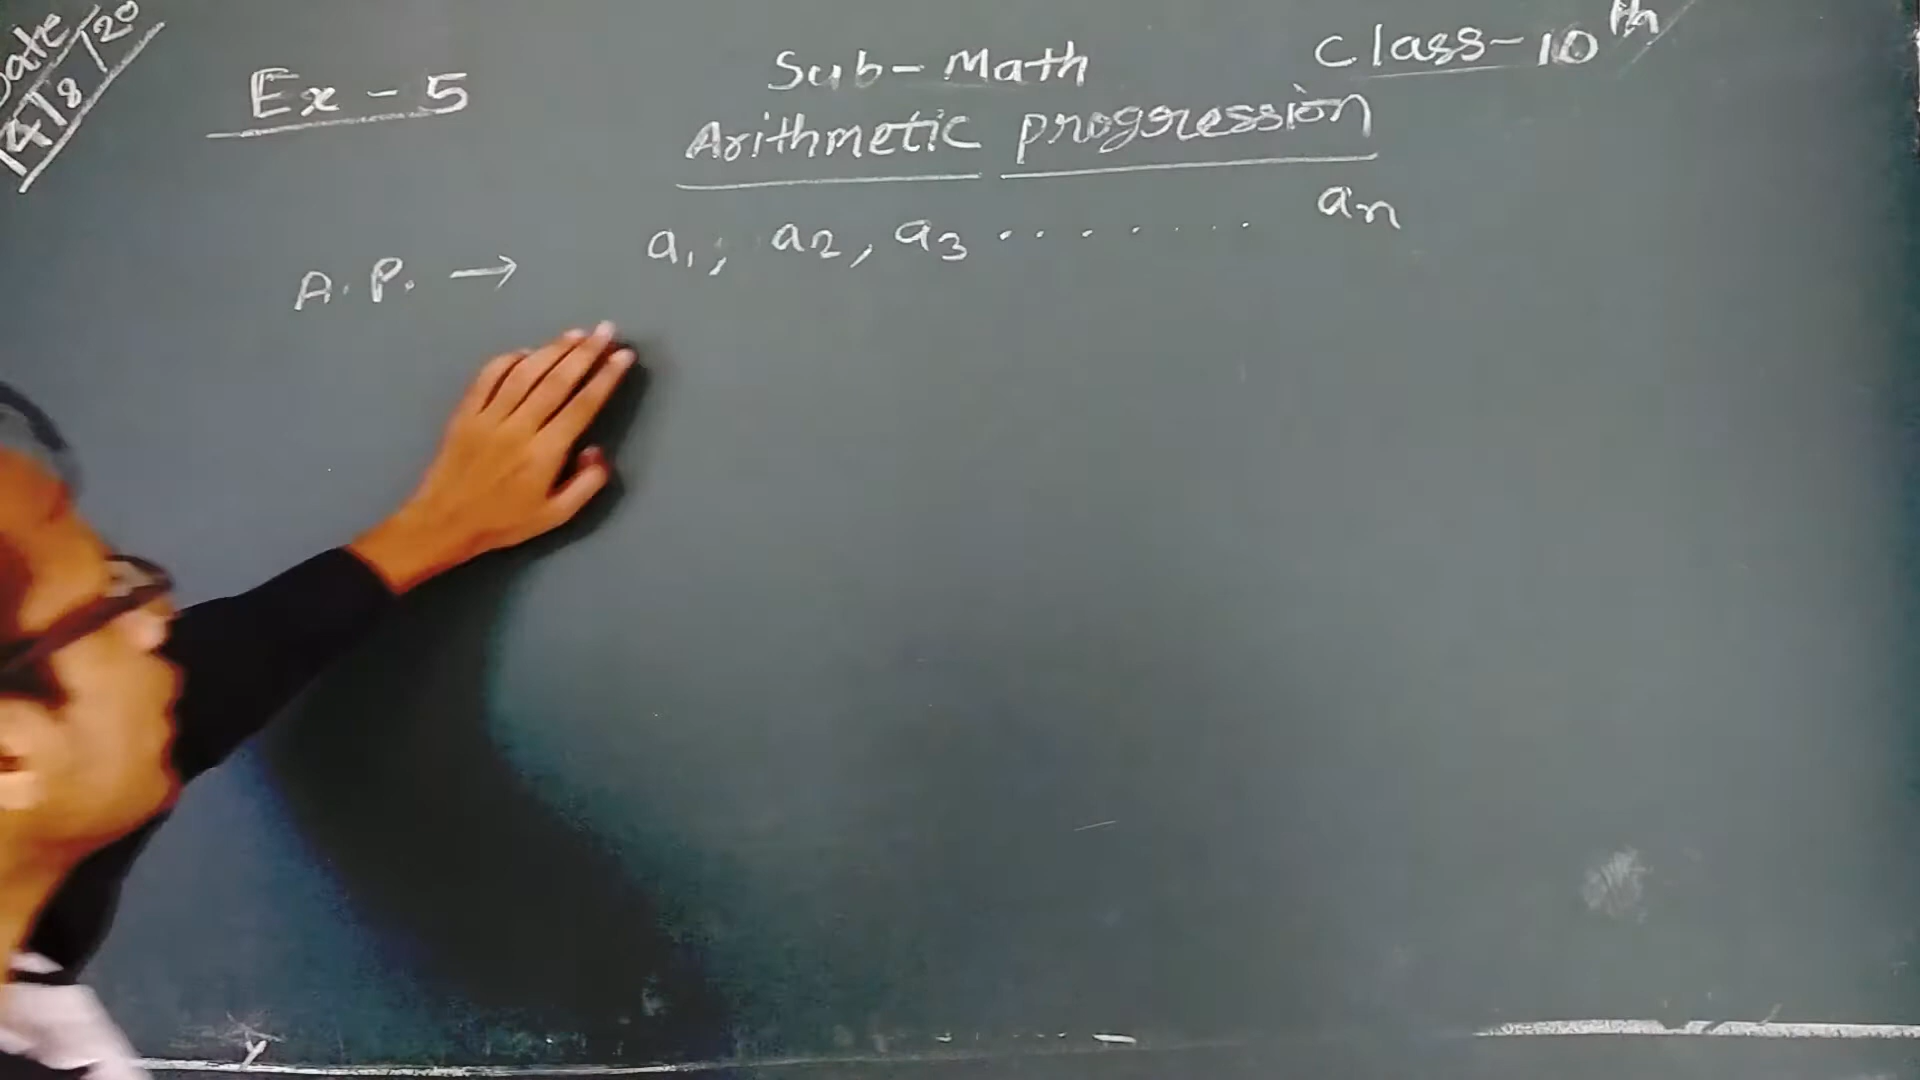 Date
14/8/20
Ex - 5
Sub - Math
Class - 10th
Arithmetic progression
A.P. → a1, a2, a3 ........ an